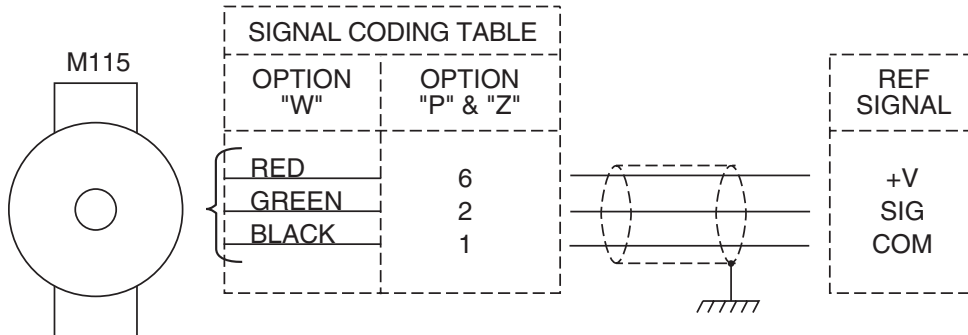 M115
SIGNAL CODING TABLE
OPTION "W"
OPTION "P" & "Z"
REF SIGNAL
RED 6 +V
GREEN 2 SIG
BLACK 1 COM